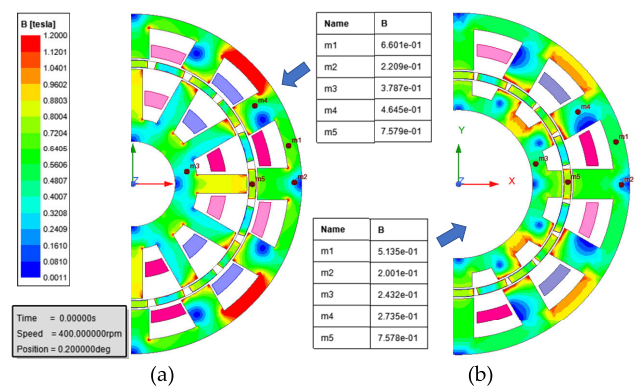 B [tesla]
1.2000
1.1201
1.0401
0.9602
0.8803
0.7204
0.6405
0.5606
0.4807
0.4007
0.3208
0.2409
0.1610
0.0810
0.0011
Time = 0.00000s
Speed = 400.000000rpm
Position = 0.200000deg
m4
m1
m3
m5
m2
Z
(a)
Name B
m1 6.601e-01
m2 2.209e-01
m3 3.787e-01
m4 4.645e-01
m5 7.579e-01
Name B
m1 5.135e-01
m2 2.001e-01
m3 2.432e-01
m4 2.735e-01
m5 7.578e-01
m4
m1
m3
m5
m2
Y
X
Z
(b)